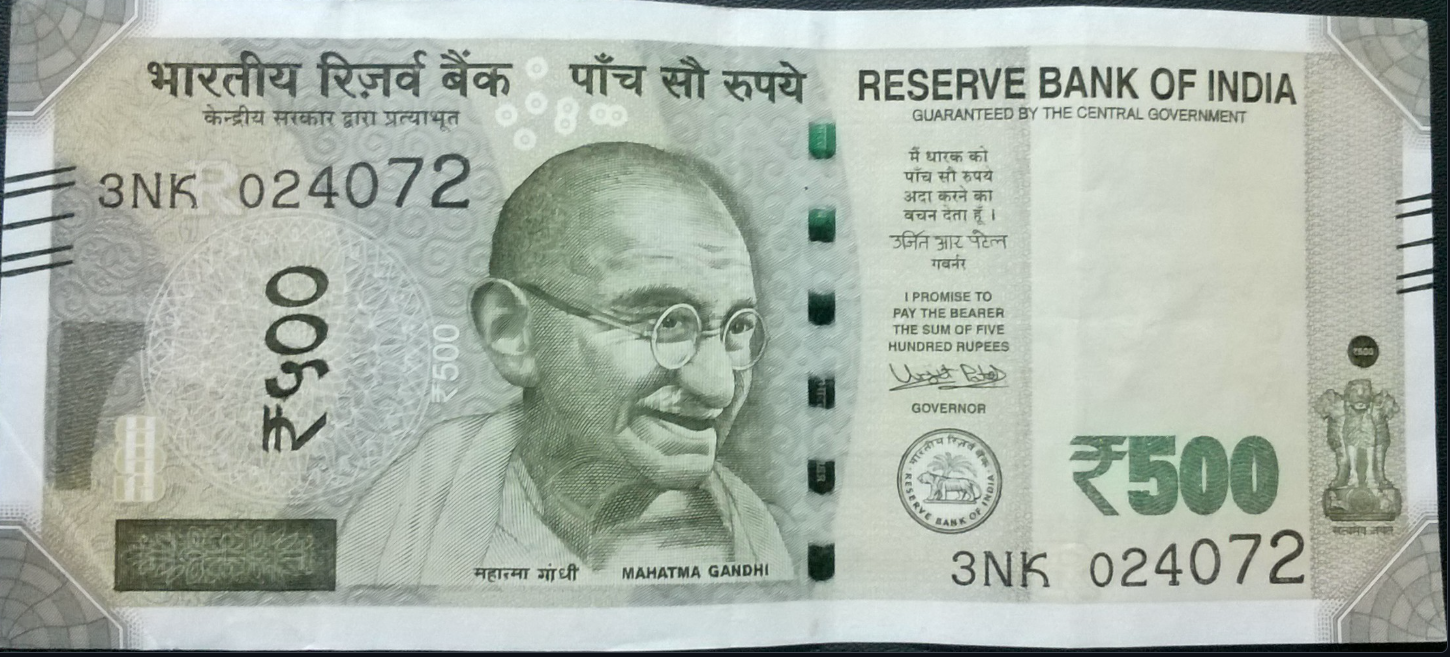 भारतीय रिज़र्व बैंक
केन्द्रीय सरकार द्वारा प्रत्याभूत
पाँच सौ रुपये
RESERVE BANK OF INDIA
GUARANTEED BY THE CENTRAL GOVERNMENT
3NK 024072
₹५००
₹500
मैं धारक को
पाँच सौ रुपये
अदा करने का
वचन देता हूँ ।
उर्जित आर पटेल
गवर्नर
I PROMISE TO
PAY THE BEARER
THE SUM OF FIVE
HUNDRED RUPEES
GOVERNOR
भारतीय रिज़र्व बैंक
RESERVE BANK OF INDIA
₹500
₹500
सत्यमेव जयते
3NK 024072
महात्मा गांधी
MAHATMA GANDHI